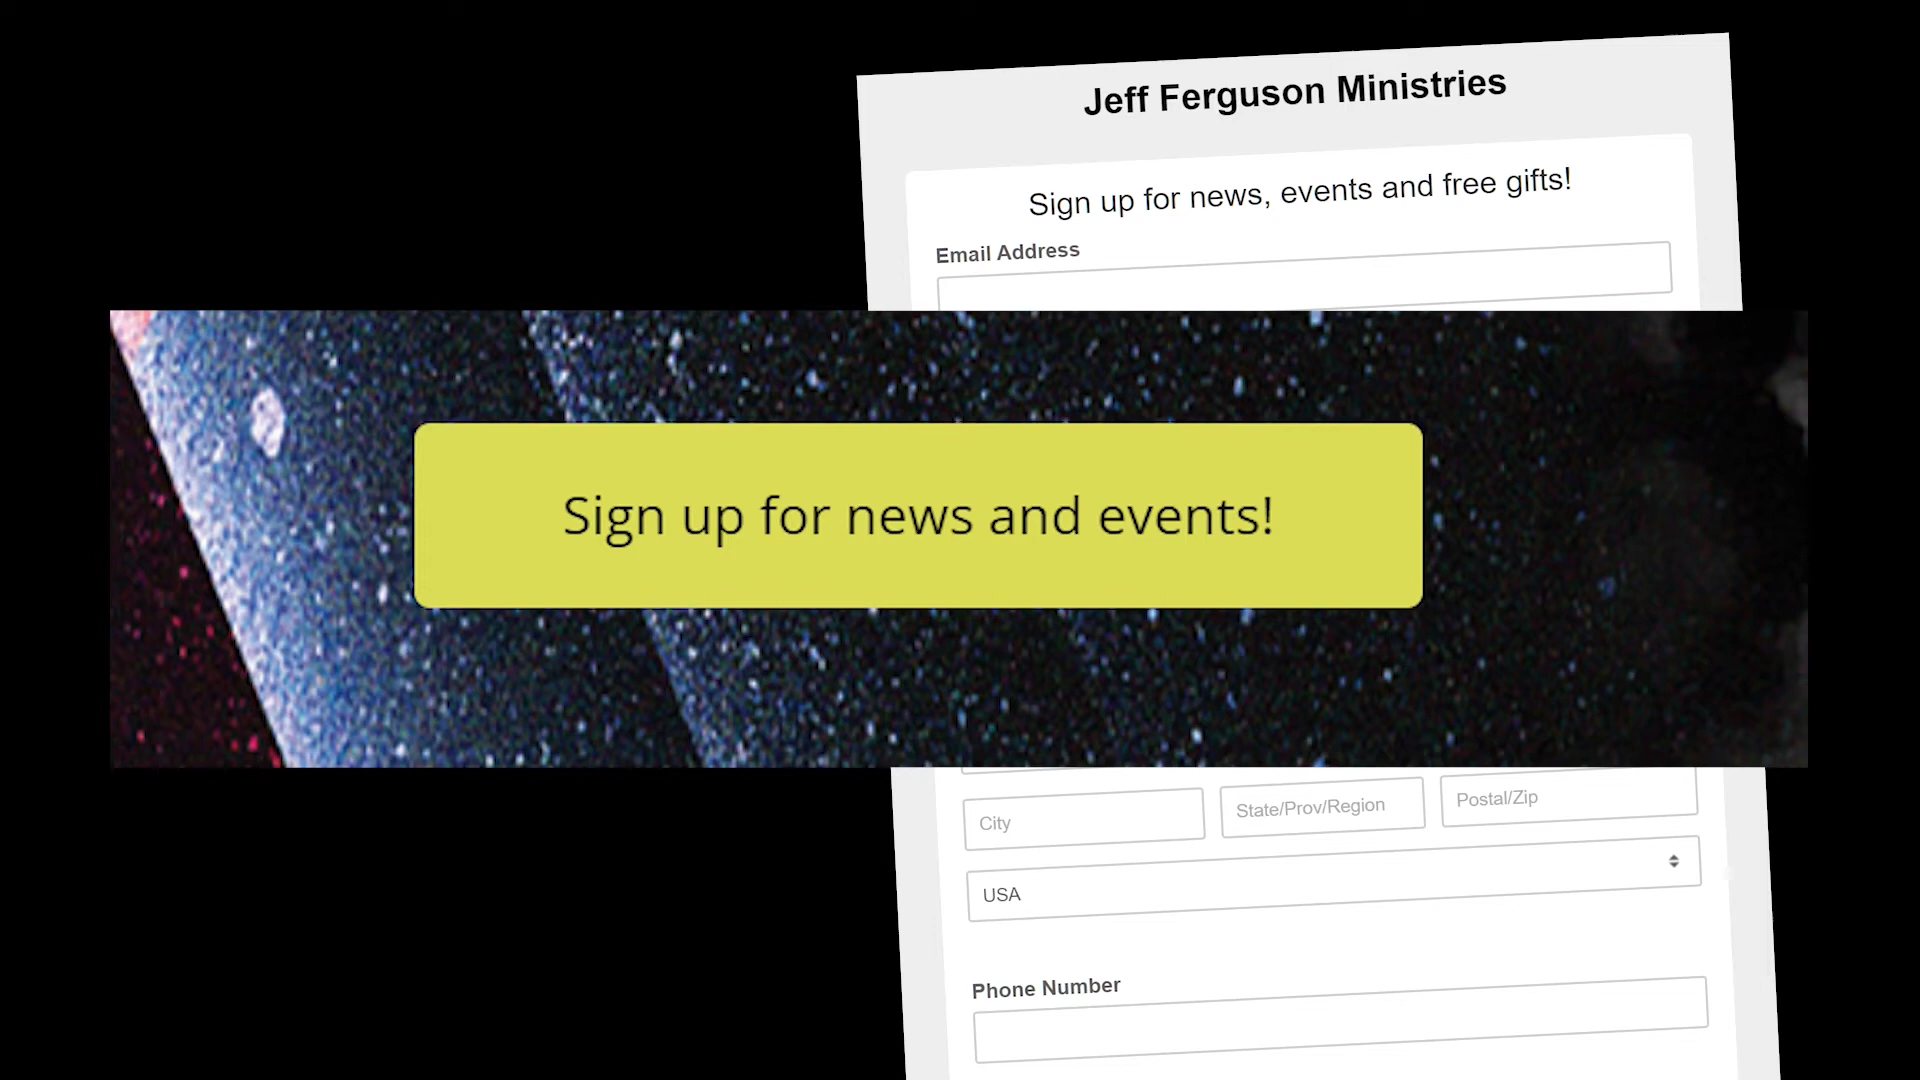 Jeff Ferguson Ministries
Sign up for news, events and free gifts!
Email Address
Sign up for news and events!
City State/Prov/Region Postal/Zip
USA
Phone Number